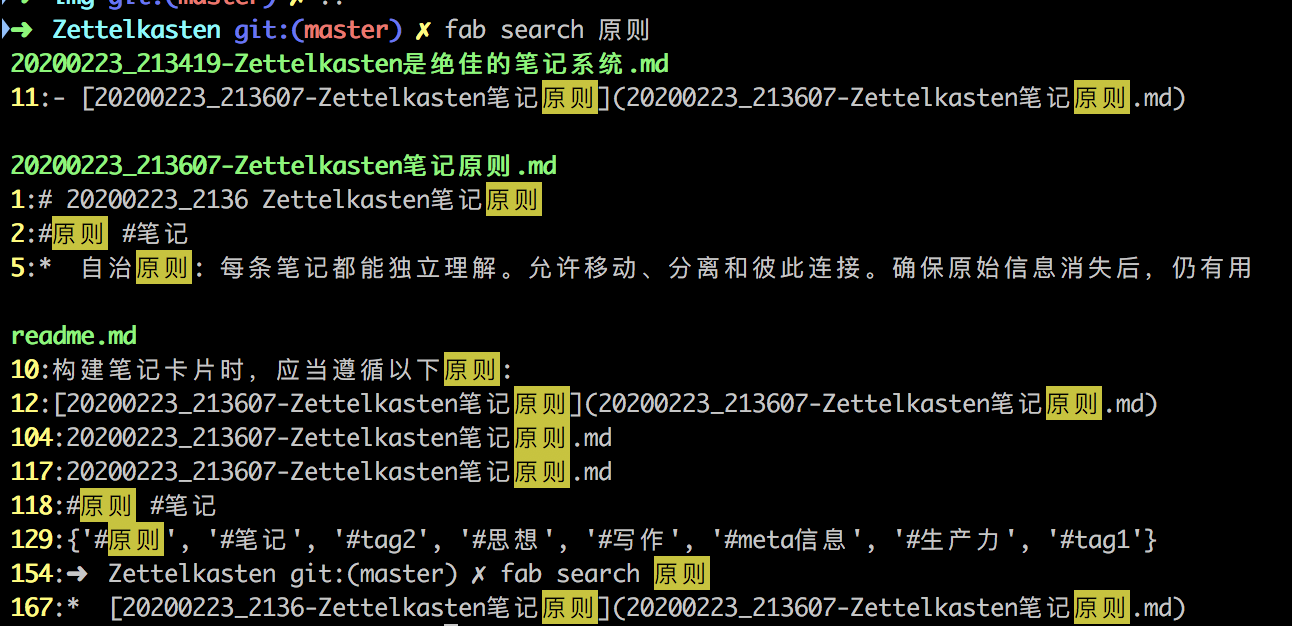 ➜ Zettelkasten git:(master) ✗ fab search 原则
20200223_213419-Zettelkasten是绝佳的笔记系统.md
11:- [20200223_213607-Zettelkasten笔记原则](20200223_213607-Zettelkasten笔记原则.md)
20200223_213607-Zettelkasten笔记原则.md
1:# 20200223_2136 Zettelkasten笔记原则
2:#原则 #笔记
5:* 自治原则: 每条笔记都能独立理解。允许移动、分离和彼此连接。确保原始信息消失后, 仍有用
readme.md
10:构建笔记卡片时, 应当遵循以下原则:
12:[20200223_213607-Zettelkasten笔记原则](20200223_213607-Zettelkasten笔记原则.md)
104:20200223_213607-Zettelkasten笔记原则.md
117:20200223_213607-Zettelkasten笔记原则.md
118:#原则 #笔记
129:{'#原则', '#笔记', '#tag2', '#思想', '#写作', '#meta信息', '#生产力', '#tag1'}
154:➜ Zettelkasten git:(master) ✗ fab search 原则
167:* [20200223_2136-Zettelkasten笔记原则](20200223_213607-Zettelkasten笔记原则.md)